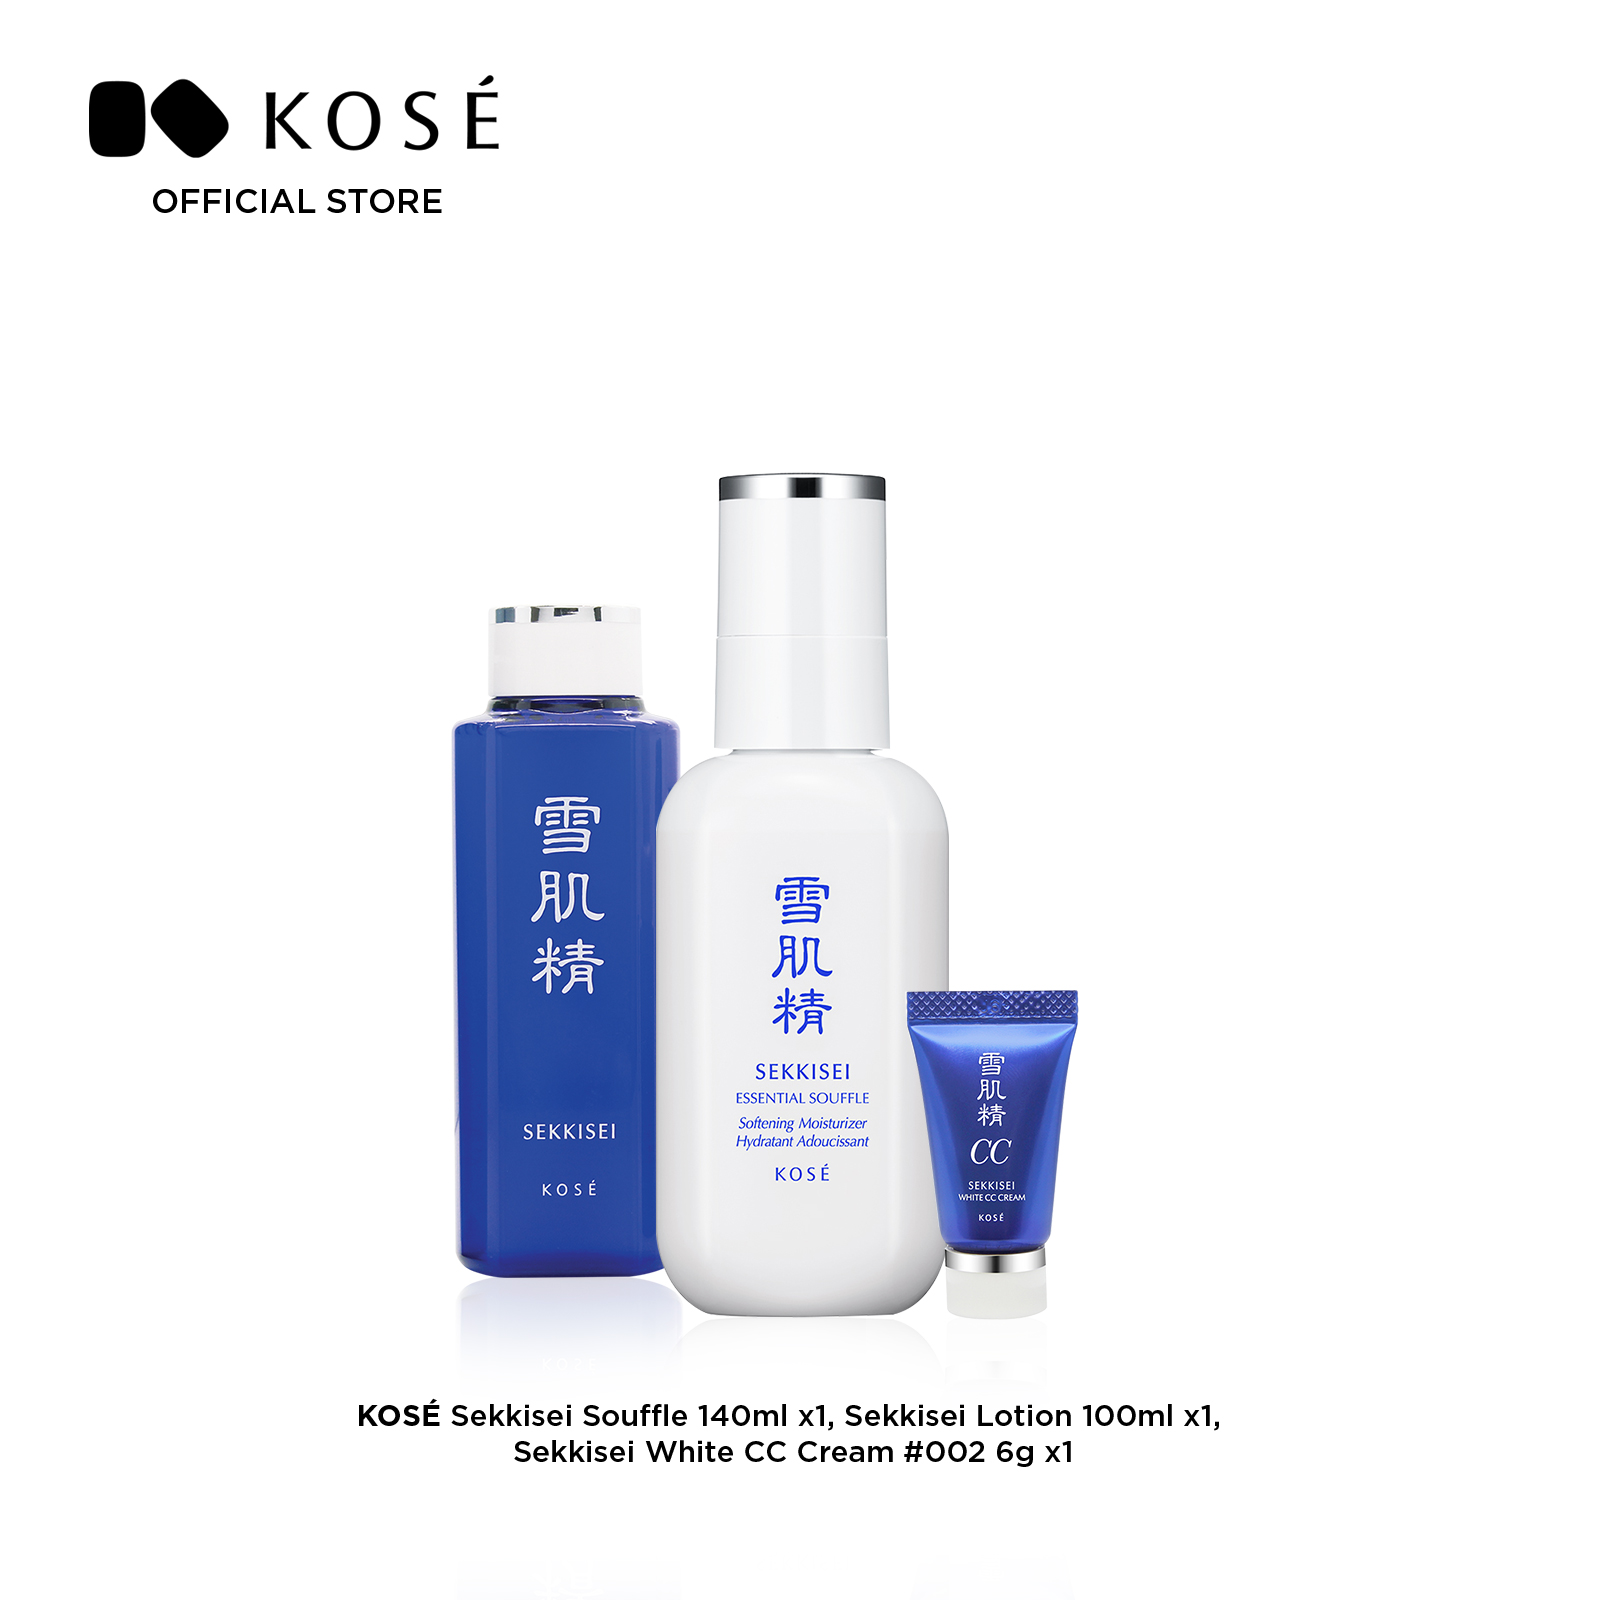 KOSÉ
OFFICIAL STORE
雪
肌
精
SEKKISEI
KOSÉ
雪
肌
精
SEKKISEI
ESSENTIAL SOUFFLE
Softening Moisturizer
Hydratant Adoucissant
KOSÉ
雪
肌
精
CC
SEKKISEI
WHITE CC CREAM
KOSÉ
KOSÉ Sekkisei Souffle 140ml x1, Sekkisei Lotion 100ml x1,
Sekkisei White CC Cream #002 6g x1